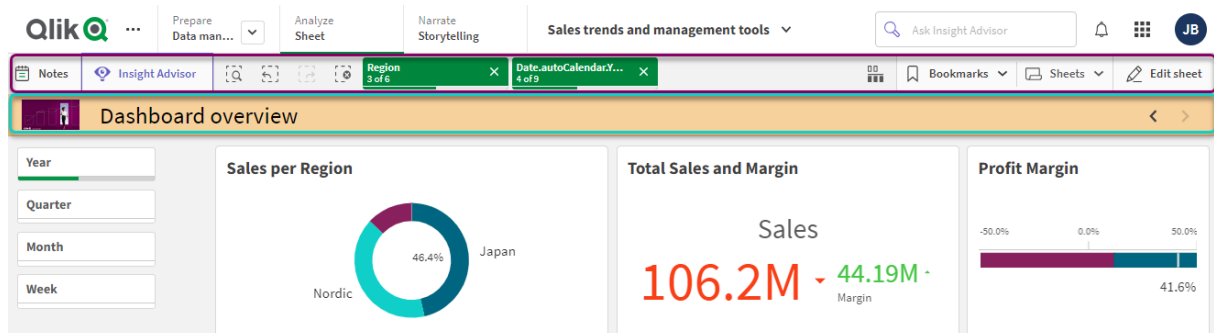 Qlik
Prepare
Data man...
Analyze
Sheet
Narrate
Storytelling
Sales trends and management tools
Ask Insight Advisor
JB
Notes
Insight Advisor
Region
3 of 6
Date.autoCalendar.Y...
4 of 9
Bookmarks
Sheets
Edit sheet
Dashboard overview
Year
Quarter
Month
Week
Sales per Region
46.4%
Japan
Nordic
Total Sales and Margin
Sales
106.2M
44.19M
Margin
Profit Margin
-50.0%
0.0%
50.0%
41.6%